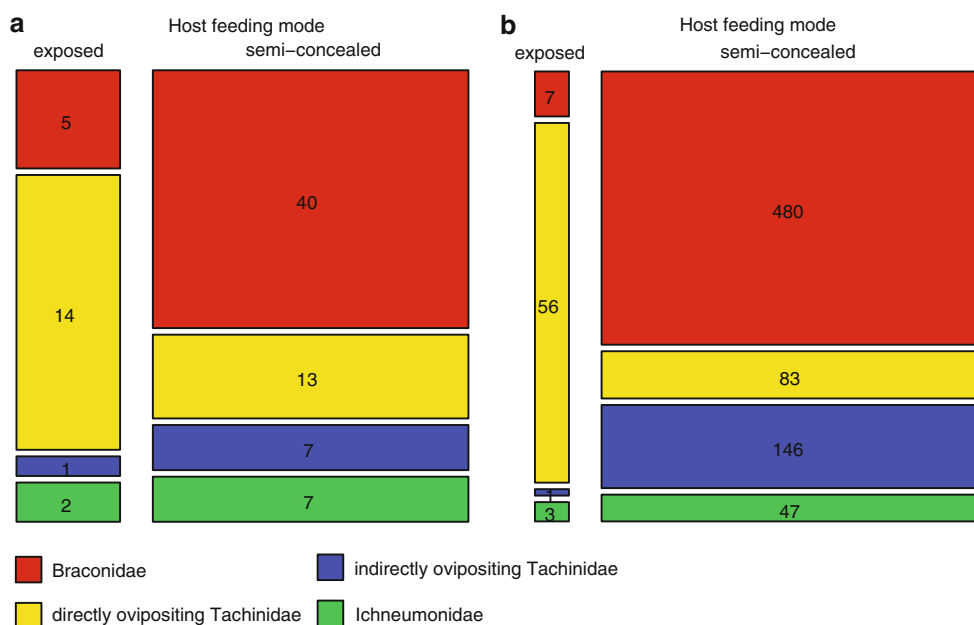 a
Host feeding mode
exposed
semi−concealed
5
14
1
2
40
13
7
7
b
Host feeding mode
exposed
semi−concealed
7
56
1
3
480
83
146
47
Braconidae
indirectly ovipositing Tachinidae
directly ovipositing Tachinidae
Ichneumonidae